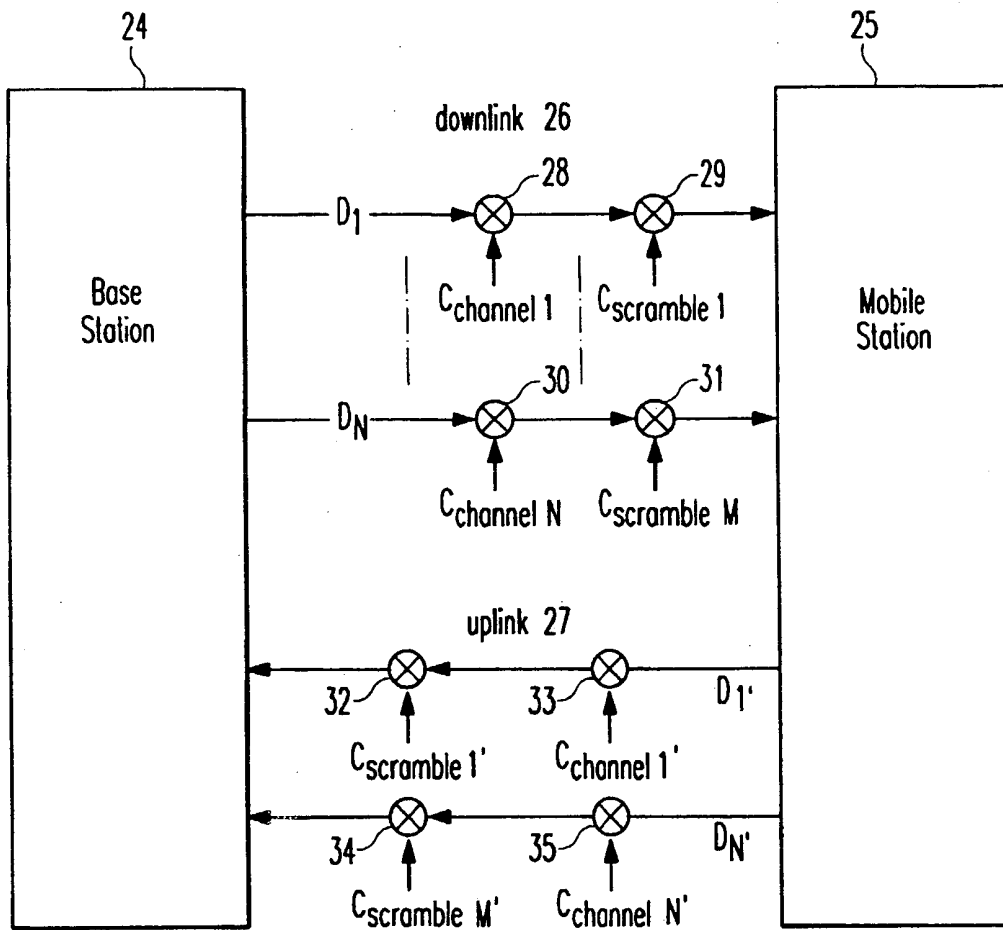 24
25
downlink 26
28
29
D1
Cchannel 1
Cscramble 1
Base
Station
Mobile
Station
30
31
DN
Cchannel N
Cscramble M
uplink 27
32
33
D1'
Cscramble 1'
Cchannel 1'
34
35
DN'
Cscramble M'
Cchannel N'